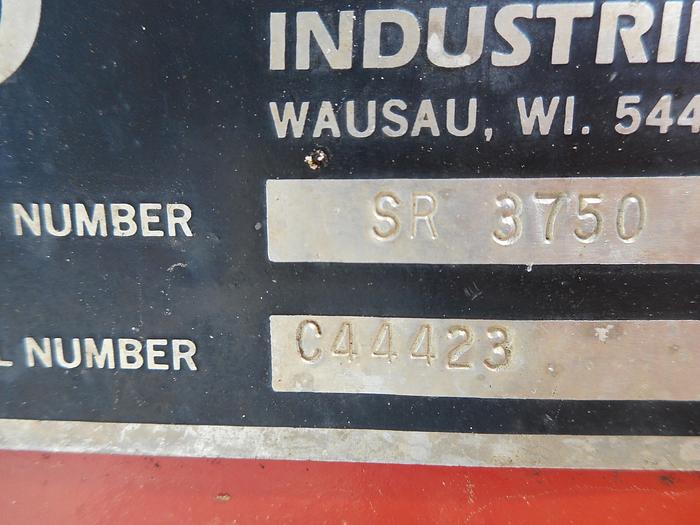 INDUSTRI
WAUSAU, WI. 544
NUMBER SR 3750
L NUMBER C44423